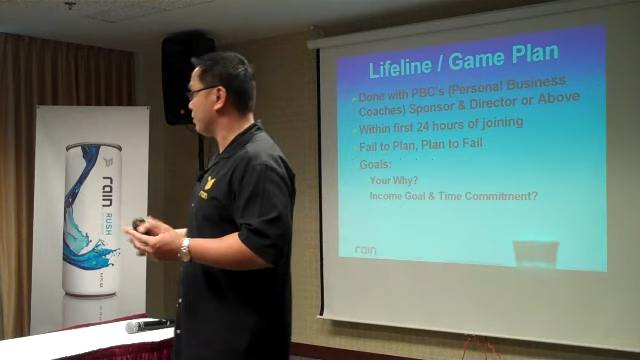 Lifeline / Game Plan
Done with PBC's (Personal Business
Coaches) Sponsor & Director or Above
Within first 24 hours of joining
Fail to Plan, Plan to Fail
Goals:
Your Why?
Income Goal & Time Commitment?
rain
rain
RUSH